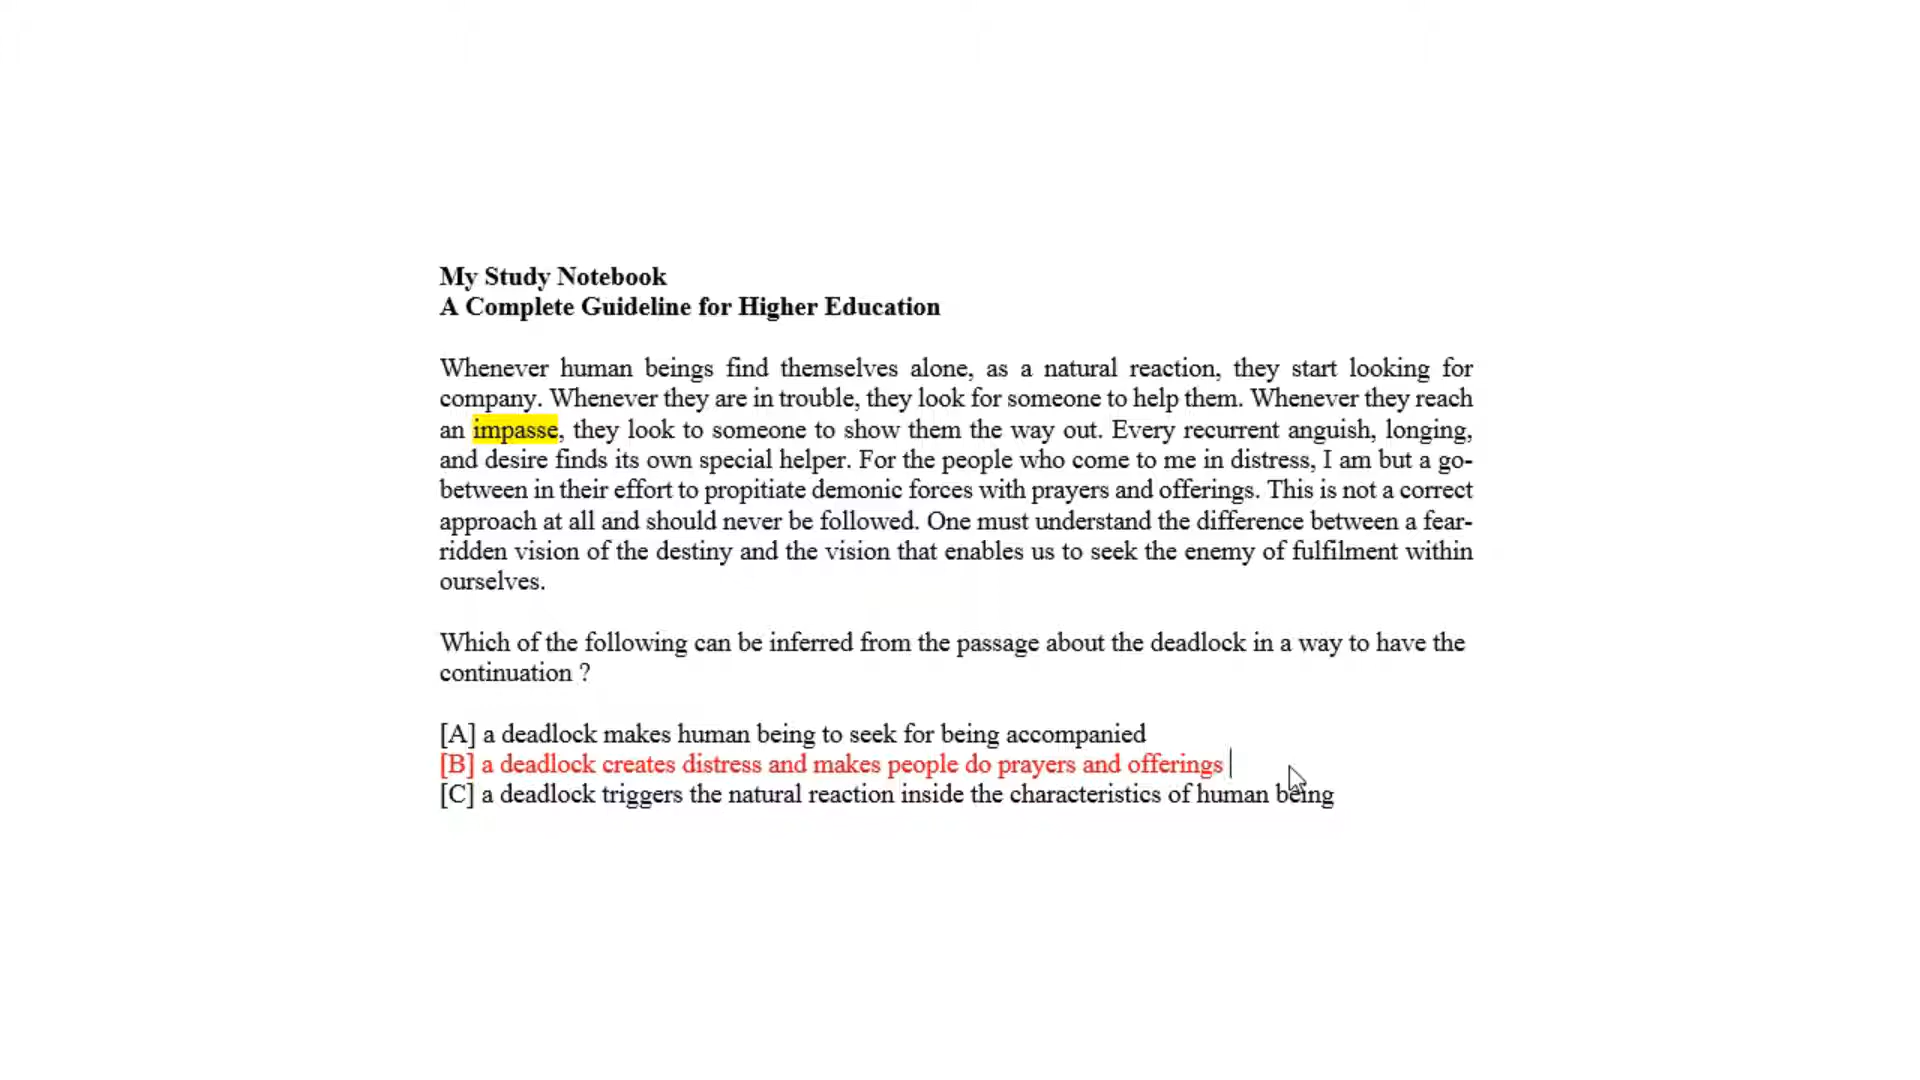 My Study Notebook
A Complete Guideline for Higher Education
Whenever human beings find themselves alone, as a natural reaction, they start looking for
company. Whenever they are in trouble, they look for someone to help them. Whenever they reach
an impasse, they look to someone to show them the way out. Every recurrent anguish, longing,
and desire finds its own special helper. For the people who come to me in distress, I am but a go-
between in their effort to propitiate demonic forces with prayers and offerings. This is not a correct
approach at all and should never be followed. One must understand the difference between a fear-
ridden vision of the destiny and the vision that enables us to seek the enemy of fulfilment within
ourselves.
Which of the following can be inferred from the passage about the deadlock in a way to have the
continuation ?
[A] a deadlock makes human being to seek for being accompanied
[B] a deadlock creates distress and makes people do prayers and offerings
[C] a deadlock triggers the natural reaction inside the characteristics of human being